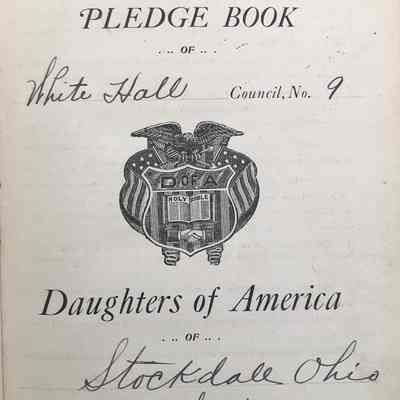 PLEDGE BOOK
... OF ...
White Hall Council, No. 9
D OF A
HOLY BIBLE
Daughters of America
... OF ...
Stockdale Ohio